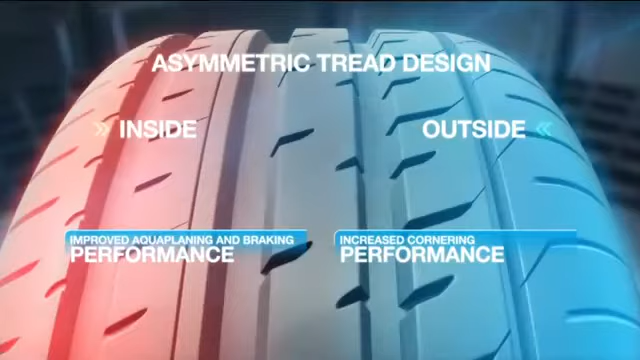 ASYMMETRIC TREAD DESIGN
INSIDE
OUTSIDE
IMPROVED AQUAPLANING AND BRAKING
PERFORMANCE
INCREASED CORNERING
PERFORMANCE